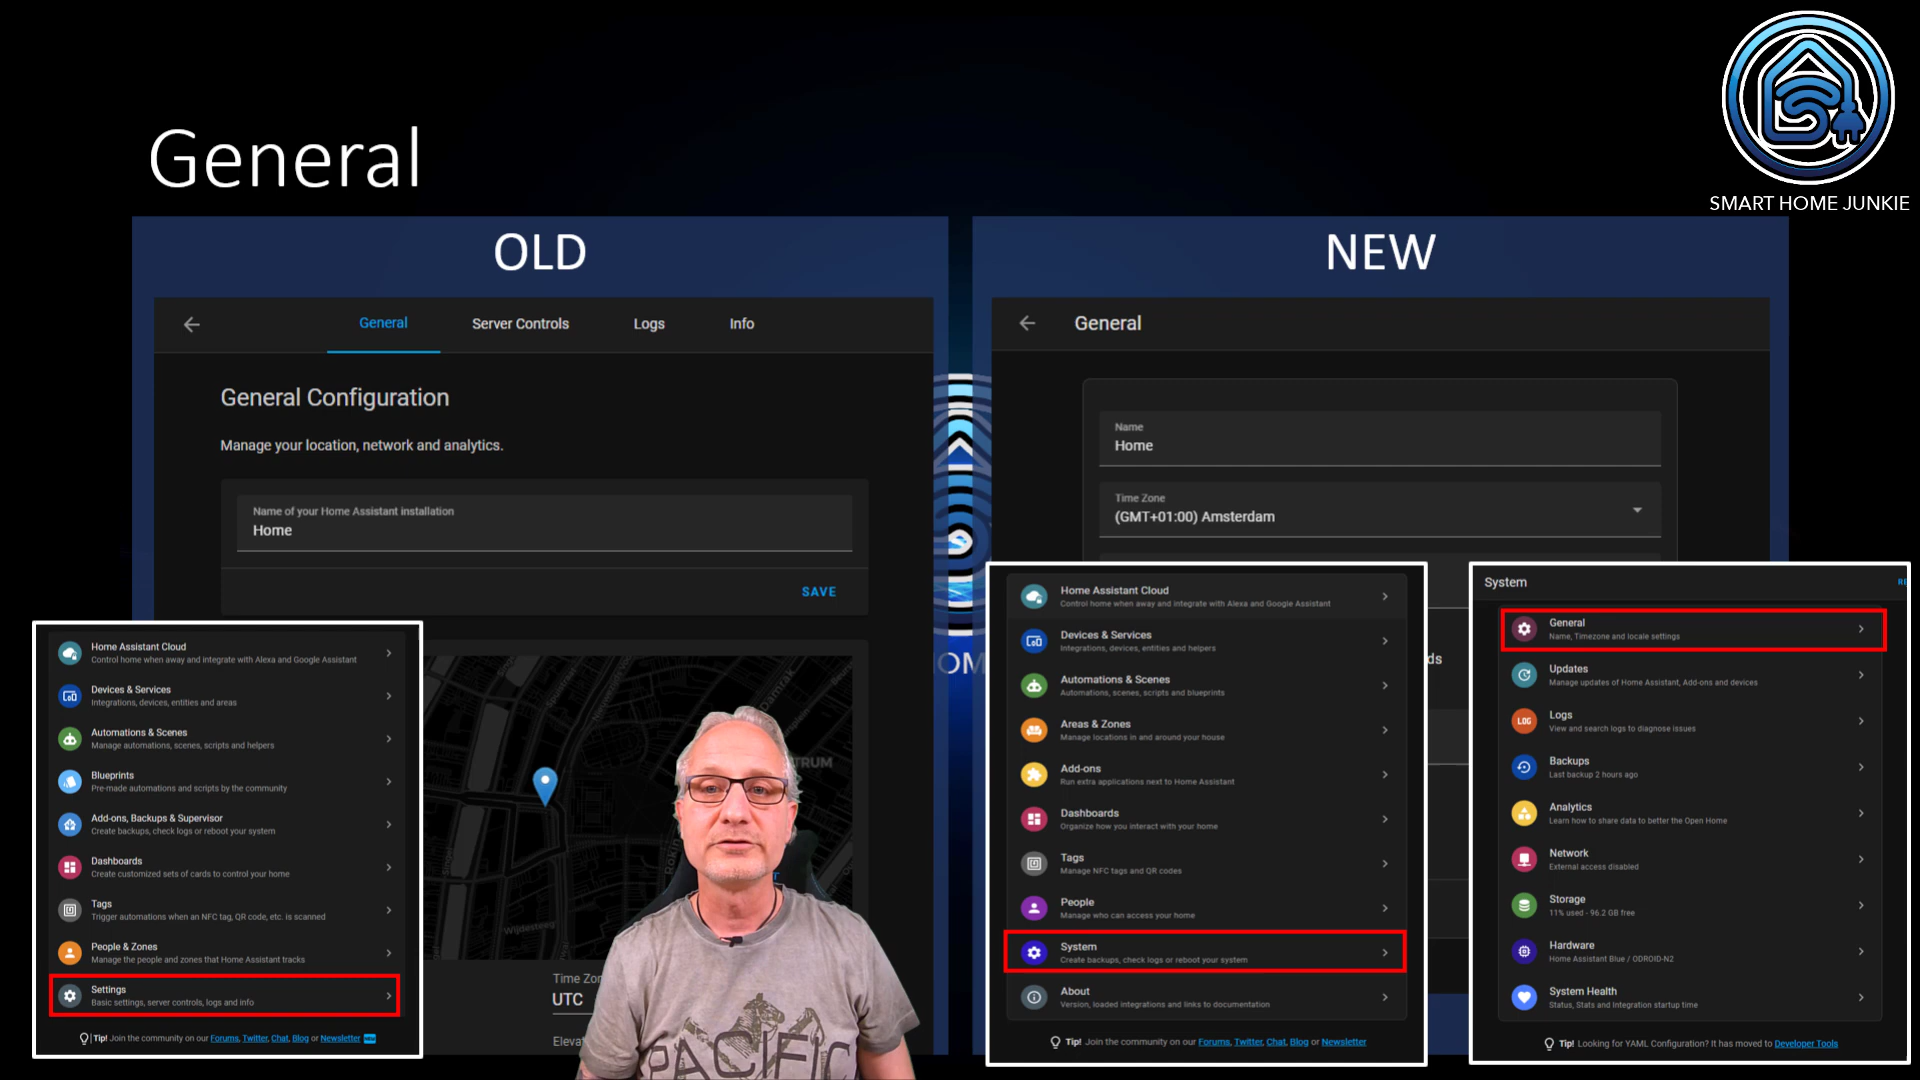 General
SMART HOME JUNKIE
OLD
General
Server Controls
Logs
Info
General Configuration
Manage your location, network and analytics.
Name of your Home Assistant installation
Home
SAVE
Home Assistant Cloud
Control home when away and integrate with Alexa and Google Assistant
Devices & Services
Integrations, devices, entities and areas
Automations & Scenes
Manage automations, scenes, scripts and helpers
Blueprints
Pre-made automations and scripts by the community
Add-ons, Backups & Supervisor
Create backups, check logs or reboot your system
Dashboards
Create customized sets of cards to control your home
Tags
Trigger automations when an NFC tag, QR code, etc. is scanned
People & Zones
Manage the people and zones that Home Assistant tracks
Settings
Basic settings, server controls, logs and info
Tip! Join the community on our Forums, Twitter, Chat, Blog or Newsletter
Damrak
TRUM
Rokin
Wijdesteeg
Time Zon
UTC
Elevat
PACIFIC
NEW
General
Name
Home
Time Zone
(GMT+01:00) Amsterdam
OM
ds
Home Assistant Cloud
Control home when away and integrate with Alexa and Google Assistant
Devices & Services
Integrations, devices, entities and helpers
Automations & Scenes
Automations, scenes, scripts and blueprints
Areas & Zones
Manage locations in and around your house
Add-ons
Run extra applications next to Home Assistant
Dashboards
Organize how you interact with your home
Tags
Manage NFC tags and QR codes
People
Manage who can access your home
System
Create backups, check logs or reboot your system
About
Version, loaded integrations and links to documentation
Tip! Join the community on our Forums, Twitter, Chat, Blog or Newsletter
System
RE
General
Name, Timezone and locale settings
Updates
Manage updates of Home Assistant, Add-ons and devices
LOG
Logs
View and search logs to diagnose issues
Backups
Last backup 2 hours ago
Analytics
Learn how to share data to better the Open Home
Network
External access disabled
Storage
11% used - 96.2 GB free
Hardware
Home Assistant Blue / ODROID-N2
System Health
Status, Stats and Integration startup time
Tip! Looking for YAML Configuration? It has moved to Developer Tools